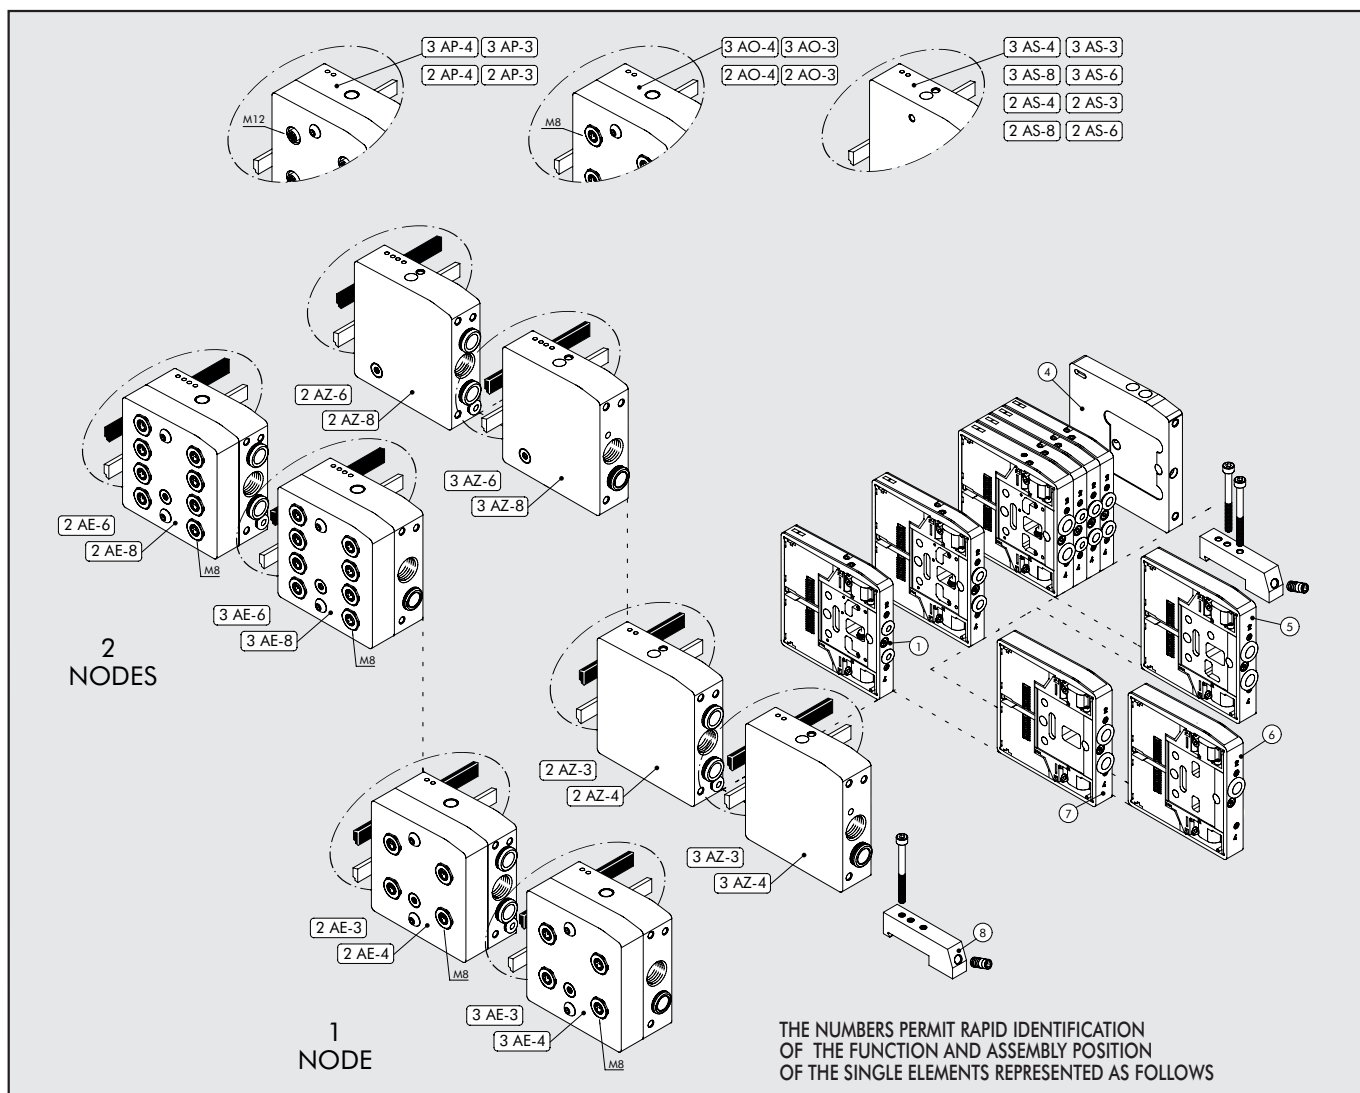 3 AP-4 3 AP-3
2 AP-4 2 AP-3
3 AO-4 3 AO-3
2 AO-4 2 AO-3
3 AS-4 3 AS-3
3 AS-8 3 AS-6
2 AS-4 2 AS-3
2 AS-8 2 AS-6
M12
M8
2 AZ-6
2 AZ-8
3 AZ-6
3 AZ-8
4
2 AE-6
2 AE-8
M8
3 AE-6
3 AE-8
M8
2
NODES
1
5
6
7
2 AZ-3
2 AZ-4
3 AZ-3
3 AZ-4
8
2 AE-3
2 AE-4
M8
3 AE-3
3 AE-4
M8
1
NODE
THE NUMBERS PERMIT RAPID IDENTIFICATION
OF THE FUNCTION AND ASSEMBLY POSITION
OF THE SINGLE ELEMENTS REPRESENTED AS FOLLOWS